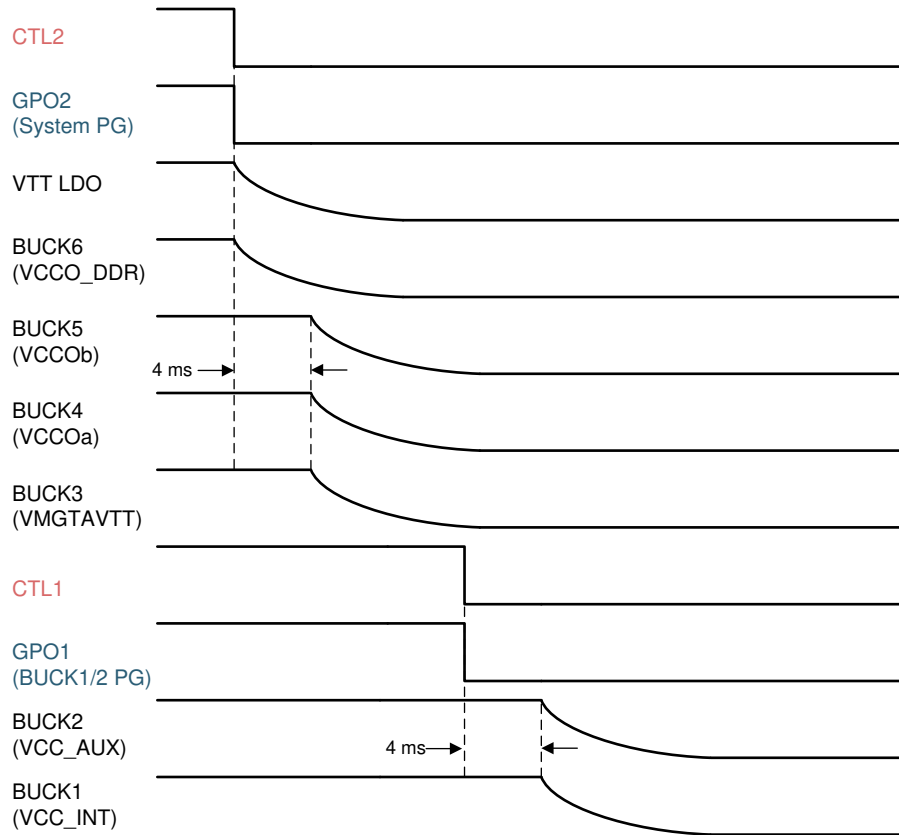 CTL2
GPO2
(System PG)
VTT LDO
BUCK6
(VCCO_DDR)
BUCK5
(VCCOb)
4 ms
BUCK4
(VCCOa)
BUCK3
(VMGTAVTT)
CTL1
GPO1
(BUCK1/2 PG)
BUCK2
(VCC_AUX)
4 ms
BUCK1
(VCC_INT)